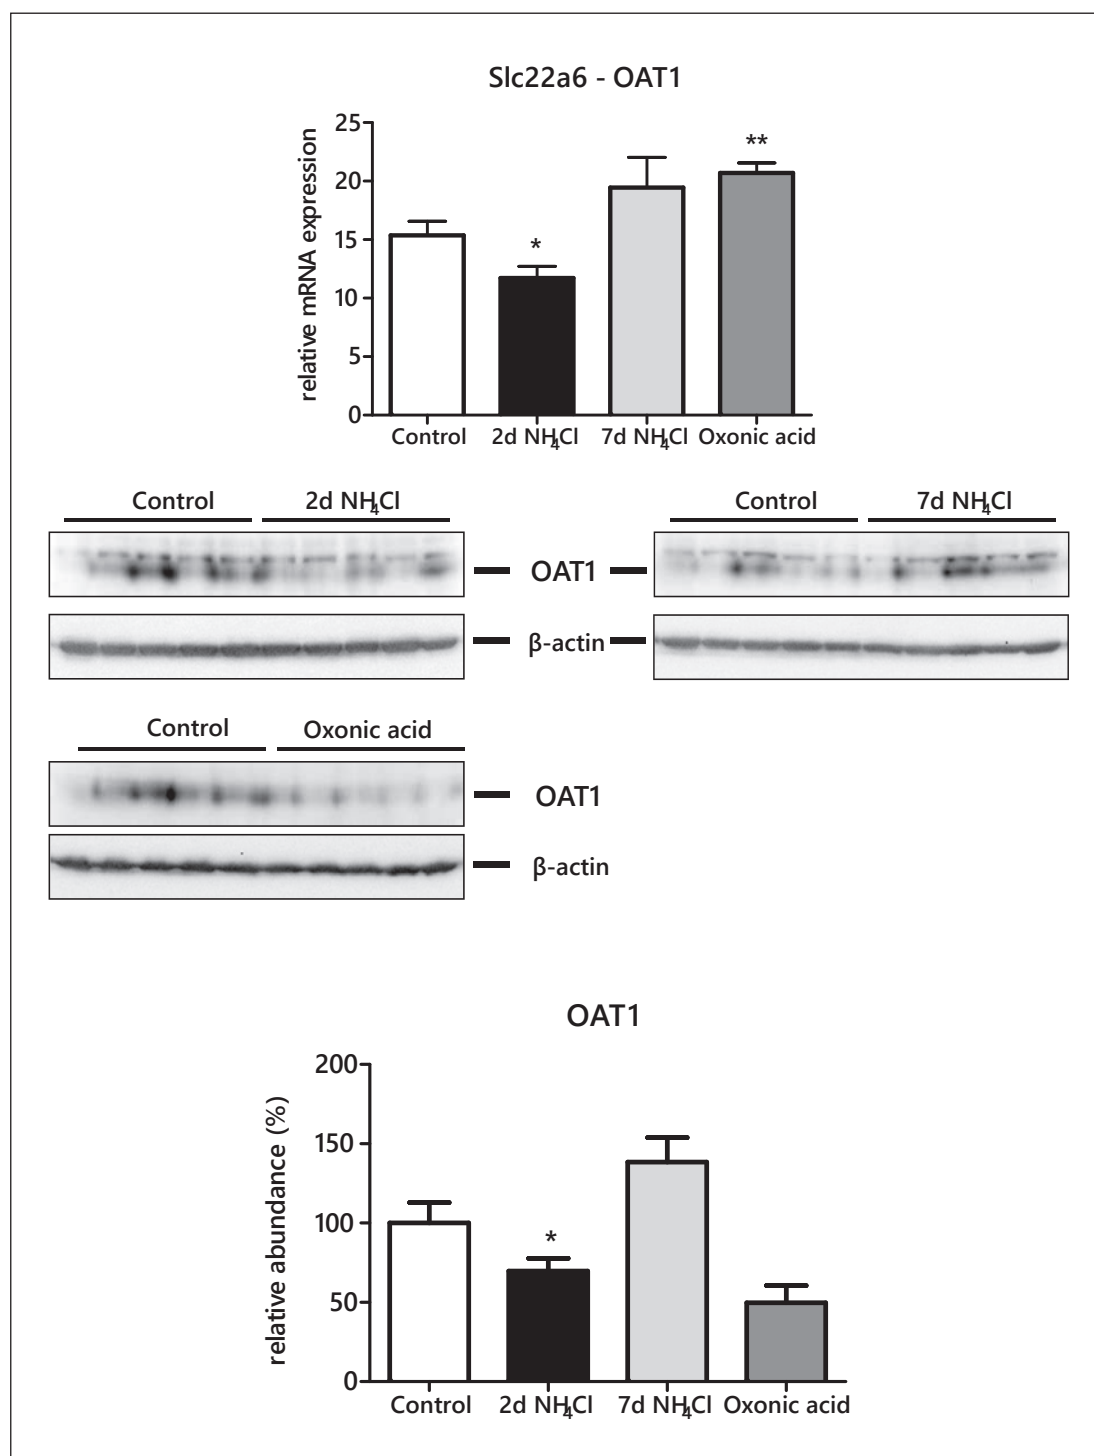 Slc22a6 - OAT1
relative mRNA expression
25
20
15
10
5
0
*
**
Control 2d NH4Cl 7d NH4Cl Oxonic acid
Control 2d NH4Cl
Control 7d NH4Cl
OAT1
β-actin
Control Oxonic acid
OAT1
β-actin
OAT1
relative abundance (%)
200
150
100
50
0
*
Control 2d NH4Cl 7d NH4Cl Oxonic acid